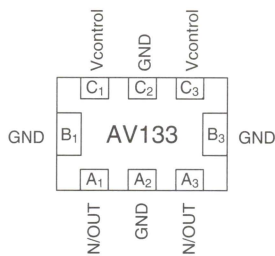 Vcontrol GND Vcontrol
C1 C2 C3
GND B1 AV133 B3 GND
A1 A2 A3
N/OUT GND N/OUT